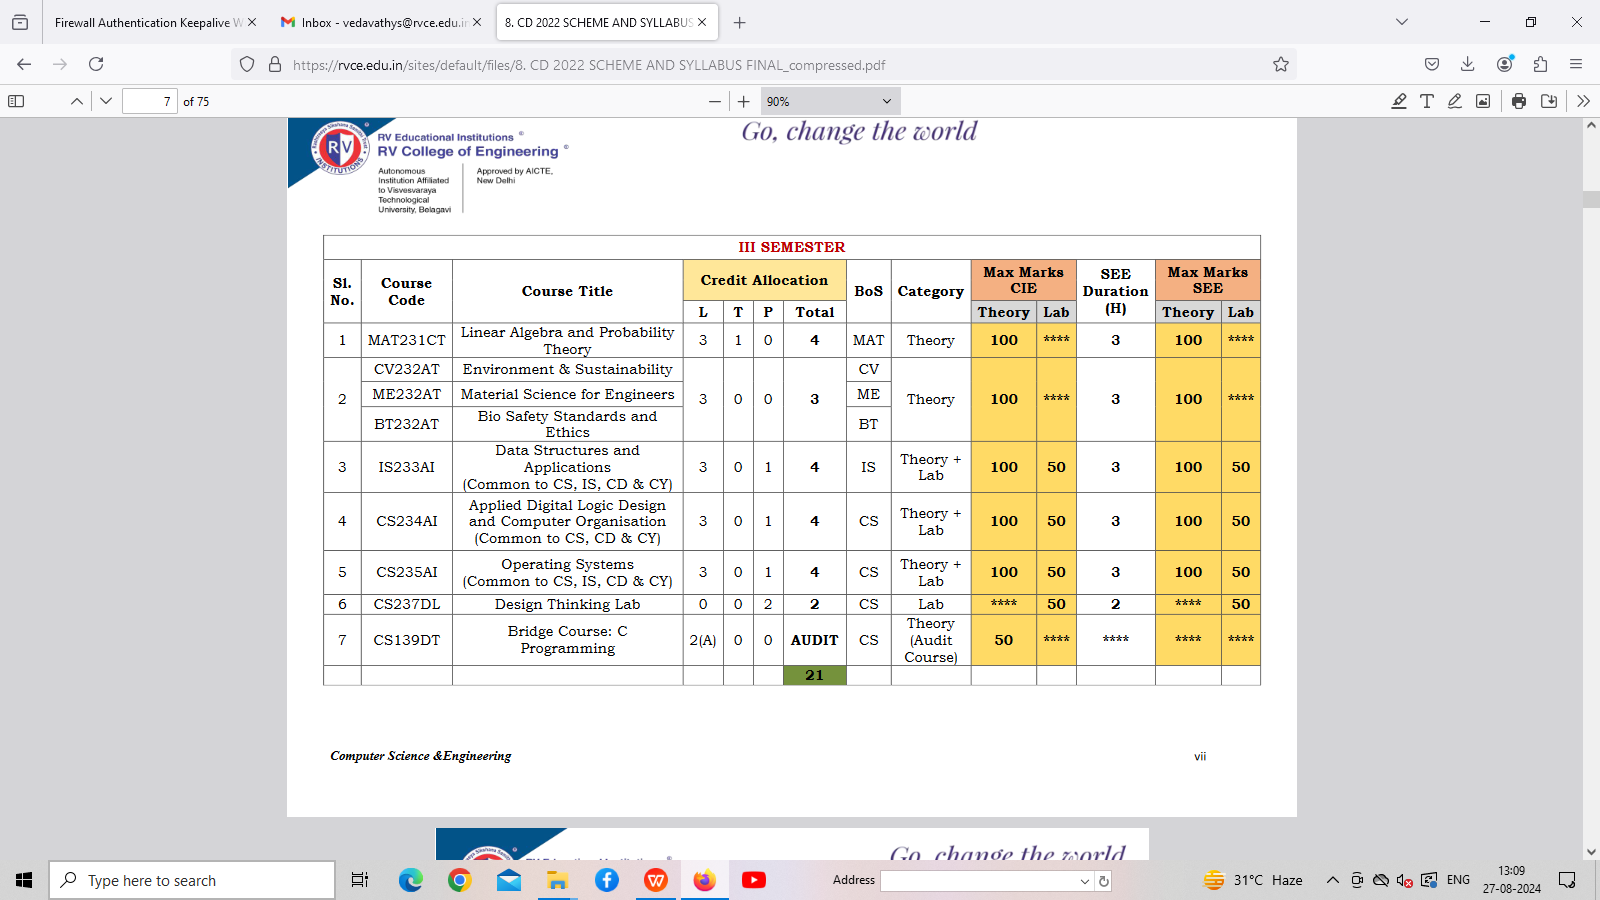 Firewall Authentication Keepalive W
Inbox - vedavathys@rvce.edu.in
8. CD 2022 SCHEME AND SYLLABUS
https://rvce.edu.in/sites/default/files/8. CD 2022 SCHEME AND SYLLABUS FINAL_compressed.pdf
7 of 75
90%
RV Educational Institutions ®
RV College of Engineering ®
Go, change the world
RV
INSTITUTIONS
Autonomous
Institution Affiliated
to Visvesvaraya
Technological
University, Belagavi
Approved by AICTE,
New Delhi
III SEMESTER
Sl. No. Course Code Course Title Credit Allocation BoS Category Max Marks CIE SEE Duration (H) Max Marks SEE
L T P Total Theory Lab Theory Lab
1 MAT231CT Linear Algebra and Probability Theory 3 1 0 4 MAT Theory 100 **** 3 100 ****
2 CV232AT Environment & Sustainability 3 0 0 3 CV Theory 100 **** 3 100 ****
ME232AT Material Science for Engineers ME
BT232AT Bio Safety Standards and Ethics BT
3 IS233AI Data Structures and Applications (Common to CS, IS, CD & CY) 3 0 1 4 IS Theory + Lab 100 50 3 100 50
4 CS234AI Applied Digital Logic Design and Computer Organisation (Common to CS, CD & CY) 3 0 1 4 CS Theory + Lab 100 50 3 100 50
5 CS235AI Operating Systems (Common to CS, IS, CD & CY) 3 0 1 4 CS Theory + Lab 100 50 3 100 50
6 CS237DL Design Thinking Lab 0 0 2 2 CS Lab **** 50 2 **** 50
7 CS139DT Bridge Course: C Programming 2(A) 0 0 AUDIT CS Theory (Audit Course) 50 **** **** **** ****
21
Computer Science &Engineering vii
Go, change the world
Type here to search
Address
31°C Haze
ENG
13:09
27-08-2024